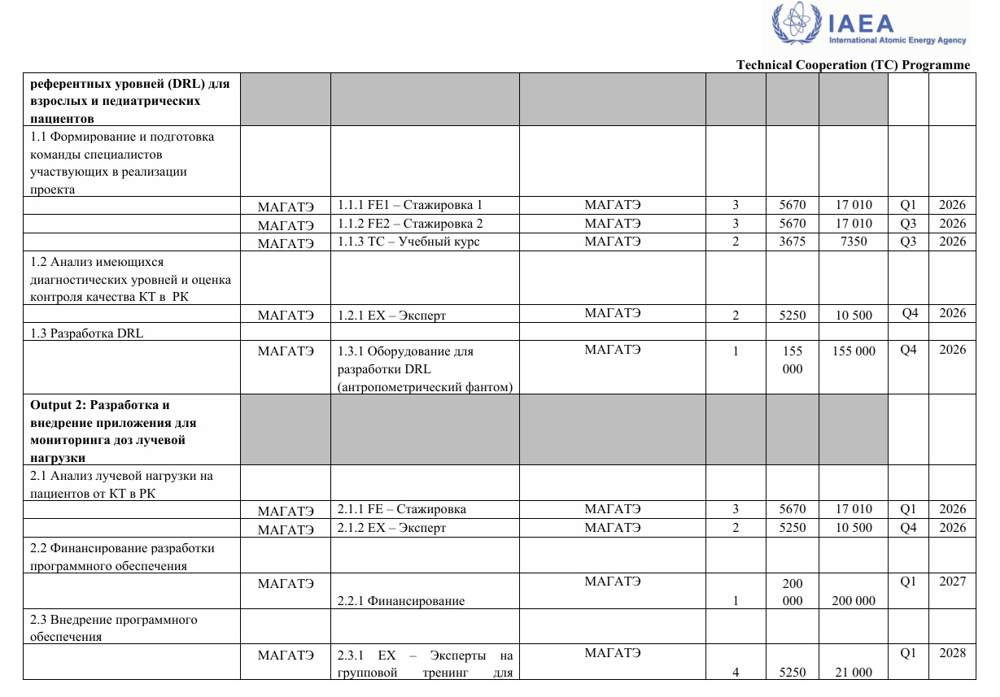 IAEA
International Atomic Energy Agency
Technical Cooperation (TC) Programme
референтных уровней (DRL) для
взрослых и педиатрических
пациентов
1.1 Формирование и подготовка
команды специалистов
участвующих в реализации
проекта
МАГАТЭ 1.1.1 FE1 – Стажировка 1 МАГАТЭ 3 5670 17 010 Q1 2026
МАГАТЭ 1.1.2 FE2 – Стажировка 2 МАГАТЭ 3 5670 17 010 Q3 2026
МАГАТЭ 1.1.3 TC – Учебный курс МАГАТЭ 2 3675 7350 Q3 2026
1.2 Анализ имеющихся
диагностических уровней и оценка
контроля качества КТ в РК
МАГАТЭ 1.2.1 EX – Эксперт МАГАТЭ 2 5250 10 500 Q4 2026
1.3 Разработка DRL
МАГАТЭ 1.3.1 Оборудование для МАГАТЭ 1 155 155 000 Q4 2026
разработки DRL 000
(антропометрический фантом)
Output 2: Разработка и
внедрение приложения для
мониторинга доз лучевой
нагрузки
2.1 Анализ лучевой нагрузки на
пациентов от КТ в РК
МАГАТЭ 2.1.1 FE – Стажировка МАГАТЭ 3 5670 17 010 Q1 2026
МАГАТЭ 2.1.2 EX – Эксперт МАГАТЭ 2 5250 10 500 Q4 2026
2.2 Финансирование разработки
программного обеспечения
МАГАТЭ МАГАТЭ 200 Q1 2027
2.2.1 Финансирование 1 000 200 000
2.3 Внедрение программного
обеспечения
МАГАТЭ 2.3.1 EX – Эксперты на МАГАТЭ Q1 2028
групповой тренинг для 4 5250 21 000